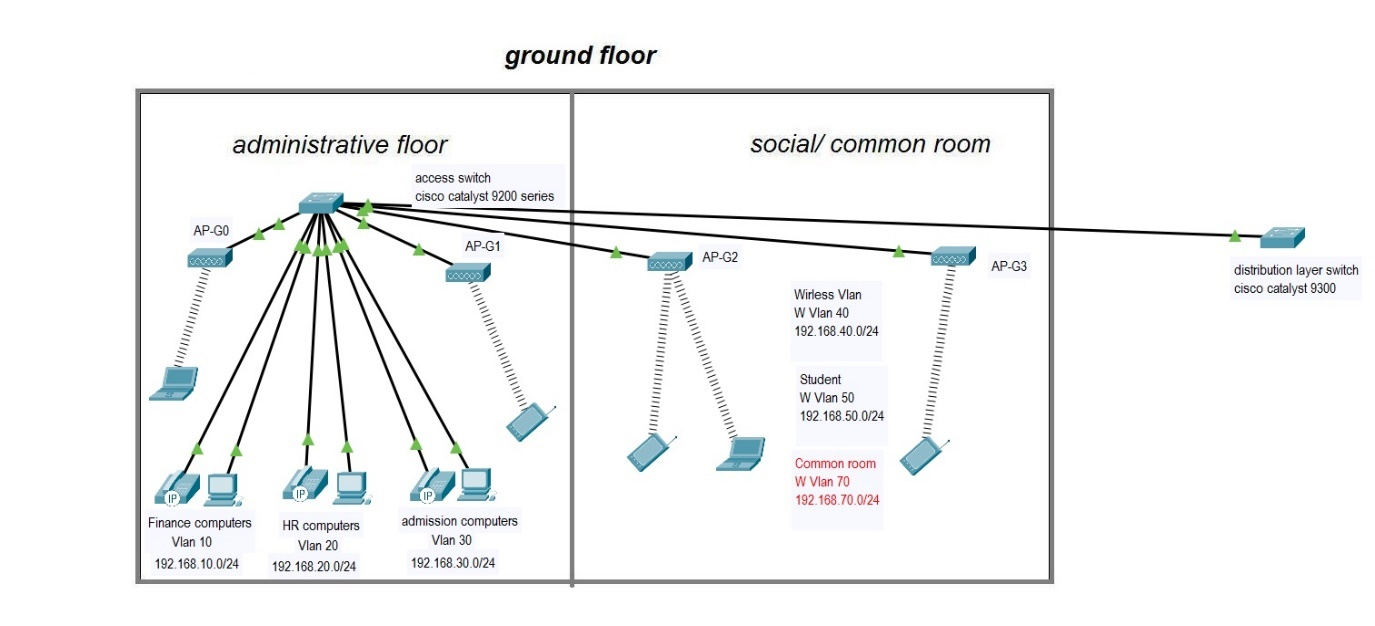 ground floor
administrative floor
social/ common room
access switch
cisco catalyst 9200 series
AP-G0
AP-G1
AP-G2
AP-G3
distribution layer switch
cisco catalyst 9300
Wirless Vlan
W Vlan 40
192.168.40.0/24
Student
W Vlan 50
192.168.50.0/24
Common room
W Vlan 70
192.168.70.0/24
IP
IP
IP
Finance computers
Vlan 10
192.168.10.0/24
HR computers
Vlan 20
192.168.20.0/24
admission computers
Vlan 30
192.168.30.0/24